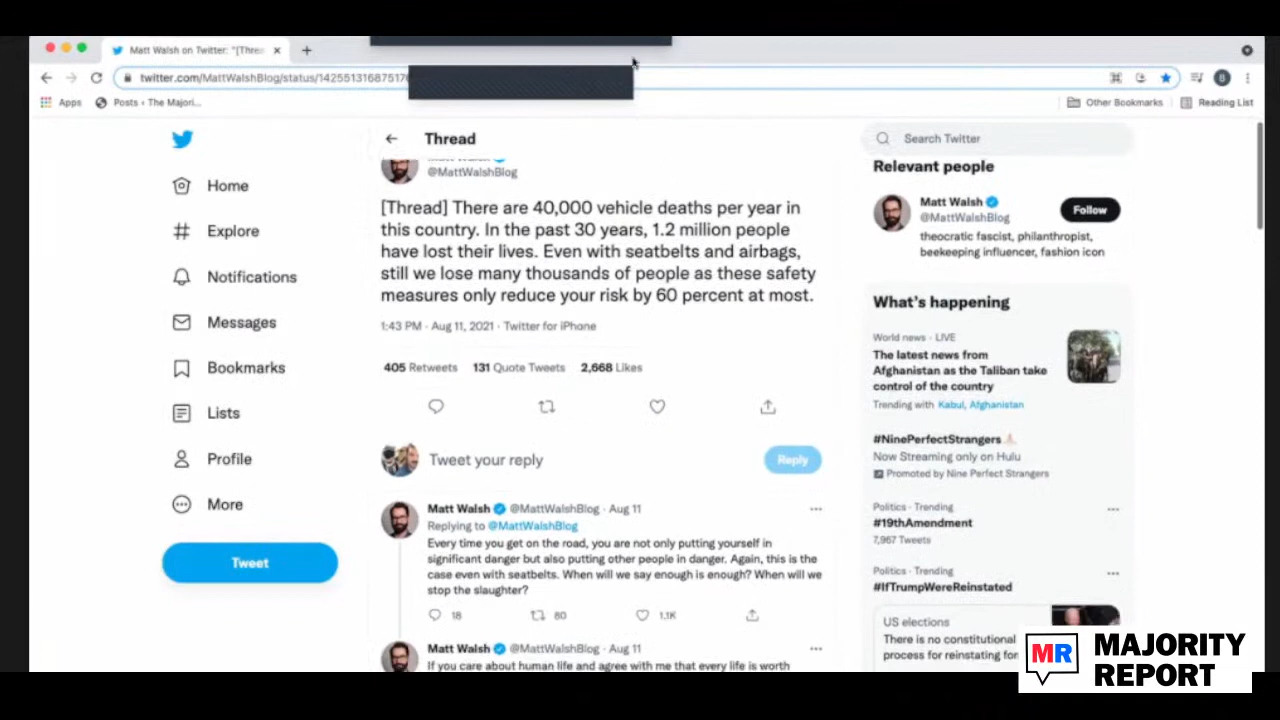 Matt Walsh on Twitter: "[Threa
twitter.com/MattWalshBlog/status/142551316875176
Apps
Posts ‹ The Majori...
Other Bookmarks
Reading List
Thread
@MattWalshBlog
[Thread] There are 40,000 vehicle deaths per year in
this country. In the past 30 years, 1.2 million people
have lost their lives. Even with seatbelts and airbags,
still we lose many thousands of people as these safety
measures only reduce your risk by 60 percent at most.
1:43 PM · Aug 11, 2021 · Twitter for iPhone
405 Retweets 131 Quote Tweets 2,668 Likes
Tweet your reply
Reply
Matt Walsh @MattWalshBlog · Aug 11
Replying to @MattWalshBlog
Every time you get on the road, you are not only putting yourself in
significant danger but also putting other people in danger. Again, this is the
case even with seatbelts. When will we say enough is enough? When will we
stop the slaughter?
18 80 1.1K
Matt Walsh @MattWalshBlog · Aug 11
If you care about human life and agree with me that every life is worth
Home
Explore
Notifications
Messages
Bookmarks
Lists
Profile
More
Tweet
Search Twitter
Relevant people
Matt Walsh
@MattWalshBlog
Follow
theocratic fascist, philanthropist,
beekeeping influencer, fashion icon
What's happening
World news · LIVE
The latest news from
Afghanistan as the Taliban take
control of the country
Trending with Kabul, Afghanistan
#NinePerfectStrangers
Now Streaming only on Hulu
Promoted by Nine Perfect Strangers
Politics · Trending
#19thAmendment
7,967 Tweets
Politics · Trending
#IfTrumpWereReinstated
US elections
There is no constitutional
process for reinstating for
MR
MAJORITY
REPORT